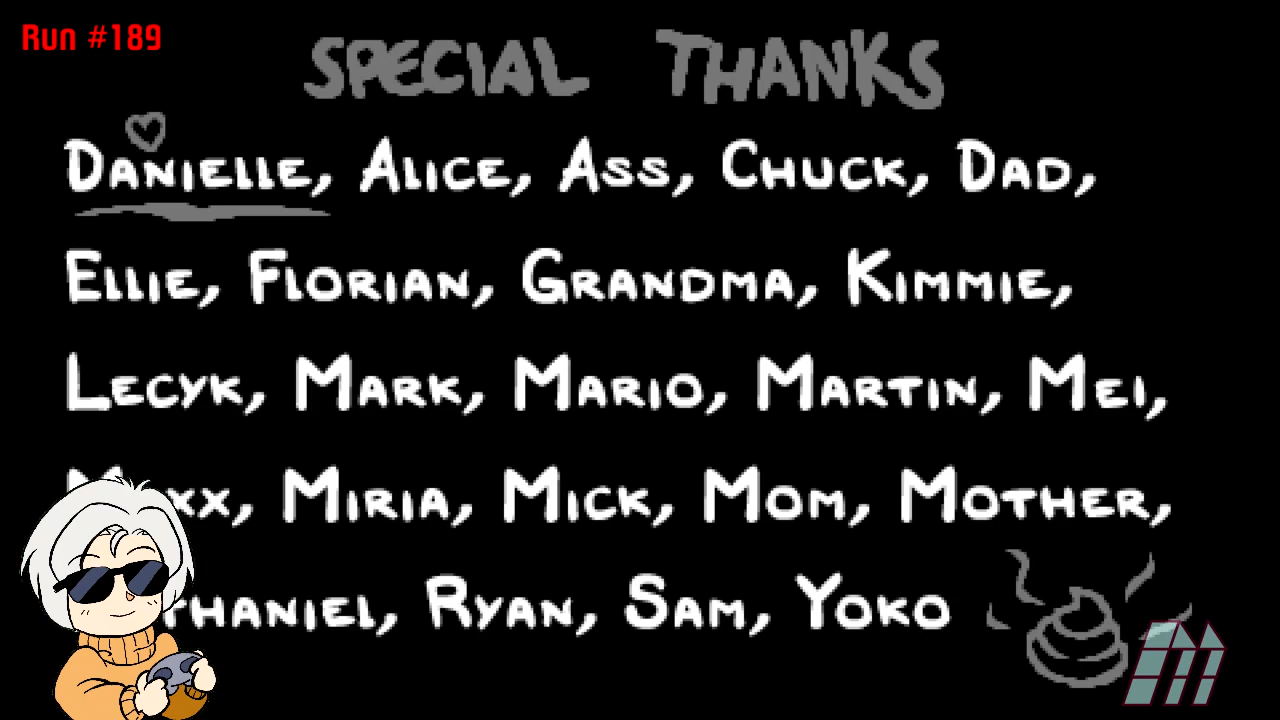 Run #189
SPECIAL THANKS
Danielle, Alice, Ass, Chuck, Dad,
Ellie, Florian, Grandma, Kimmie,
Lecyk, Mark, Mario, Martin, Mei,
Miria, Mick, Mom, Mother,
Ryan, Sam, Yoko